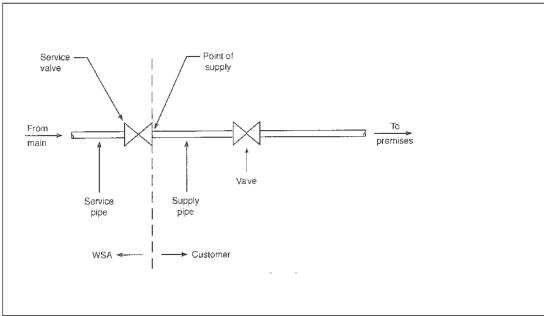 Service
valve
Point of
supply
From
main
To
premises
Vave
Service
pipe
Supply
pipe
WSA
Customer